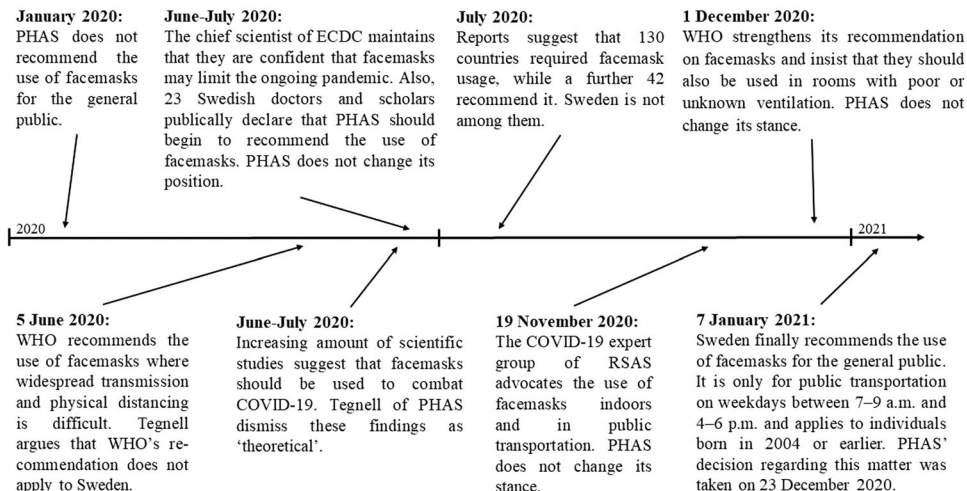 January 2020:
PHAS does not
recommend the
use of facemasks
for the general
public.
June-July 2020:
The chief scientist of ECDC maintains
that they are confident that facemasks
may limit the ongoing pandemic. Also,
23 Swedish doctors and scholars
publically declare that PHAS should
begin to recommend the use of
facemasks. PHAS does not change its
position.
July 2020:
Reports suggest that 130
countries required facemask
usage, while a further 42
recommend it. Sweden is not
among them.
1 December 2020:
WHO strengthens its recommendation
on facemasks and insist that they should
also be used in rooms with poor or
unknown ventilation. PHAS does not
change its stance.
2020
2021
5 June 2020:
WHO recommends the
use of facemasks where
widespread transmission
and physical distancing
is difficult. Tegnell
argues that WHO's re-
commendation does not
apply to Sweden.
June-July 2020:
Increasing amount of scientific
studies suggest that facemasks
should be used to combat
COVID-19. Tegnell of PHAS
dismiss these findings as
'theoretical'.
19 November 2020:
The COVID-19 expert
group of RSAS
advocates the use of
facemasks indoors
and in public
transportation. PHAS
does not change its
stance.
7 January 2021:
Sweden finally recommends the use
of facemasks for the general public.
It is only for public transportation
on weekdays between 7–9 a.m. and
4–6 p.m. and applies to individuals
born in 2004 or earlier. PHAS'
decision regarding this matter was
taken on 23 December 2020.